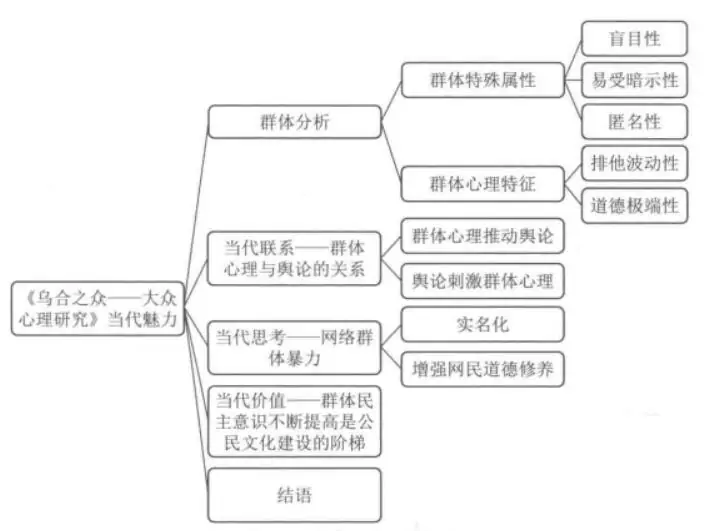 《乌合之众——大众
心理研究》当代魅力
群体分析
群体特殊属性
盲目性
易受暗示性
匿名性
群体心理特征
排他波动性
道德极端性
当代联系——群体
心理与舆论的关系
群体心理推动舆论
舆论刺激群体心理
当代思考——网络群
体暴力
实名化
增强网民道德修养
当代价值——群体民
主意识不断提高是公
民文化建设的阶梯
结语